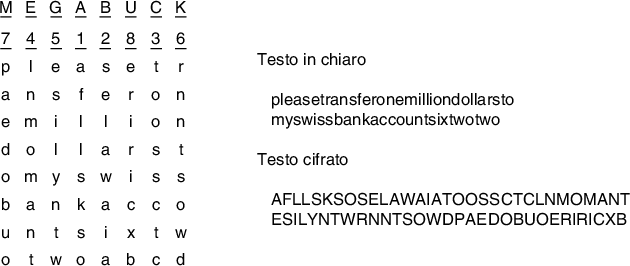 M E G A B U C K
7 4 5 1 2 8 3 6
p l e a s e t r
a n s f e r o n
e m i l l i o n
d o l l a r s t
o m y s w i s s
b a n k a c c o
u n t s i x t w
o t w o a b c d
Testo in chiaro
pleasetransferonemilliondollarsto
myswissbankaccountsixtwotwo
Testo cifrato
AFLLSKSOSELAWAIATOOSSCTCLNMOMANT
ESILYNTWRNNTSOWDPAEDOBUOERIRICXB